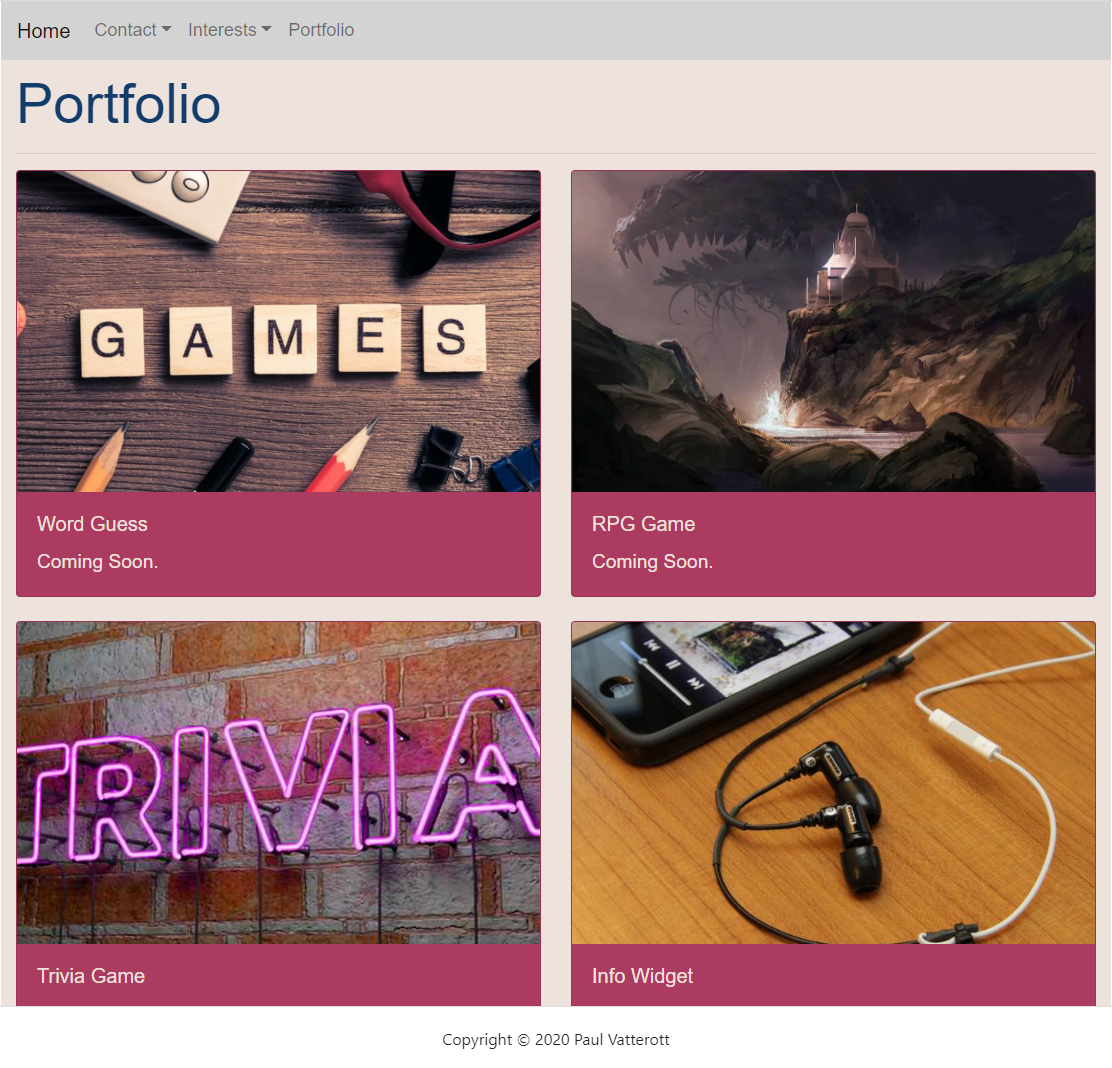 Home Contact Interests Portfolio
Portfolio
GAMES
Word Guess
Coming Soon.
RPG Game
Coming Soon.
TRIVIA
Trivia Game
Info Widget
Copyright © 2020 Paul Vatterott